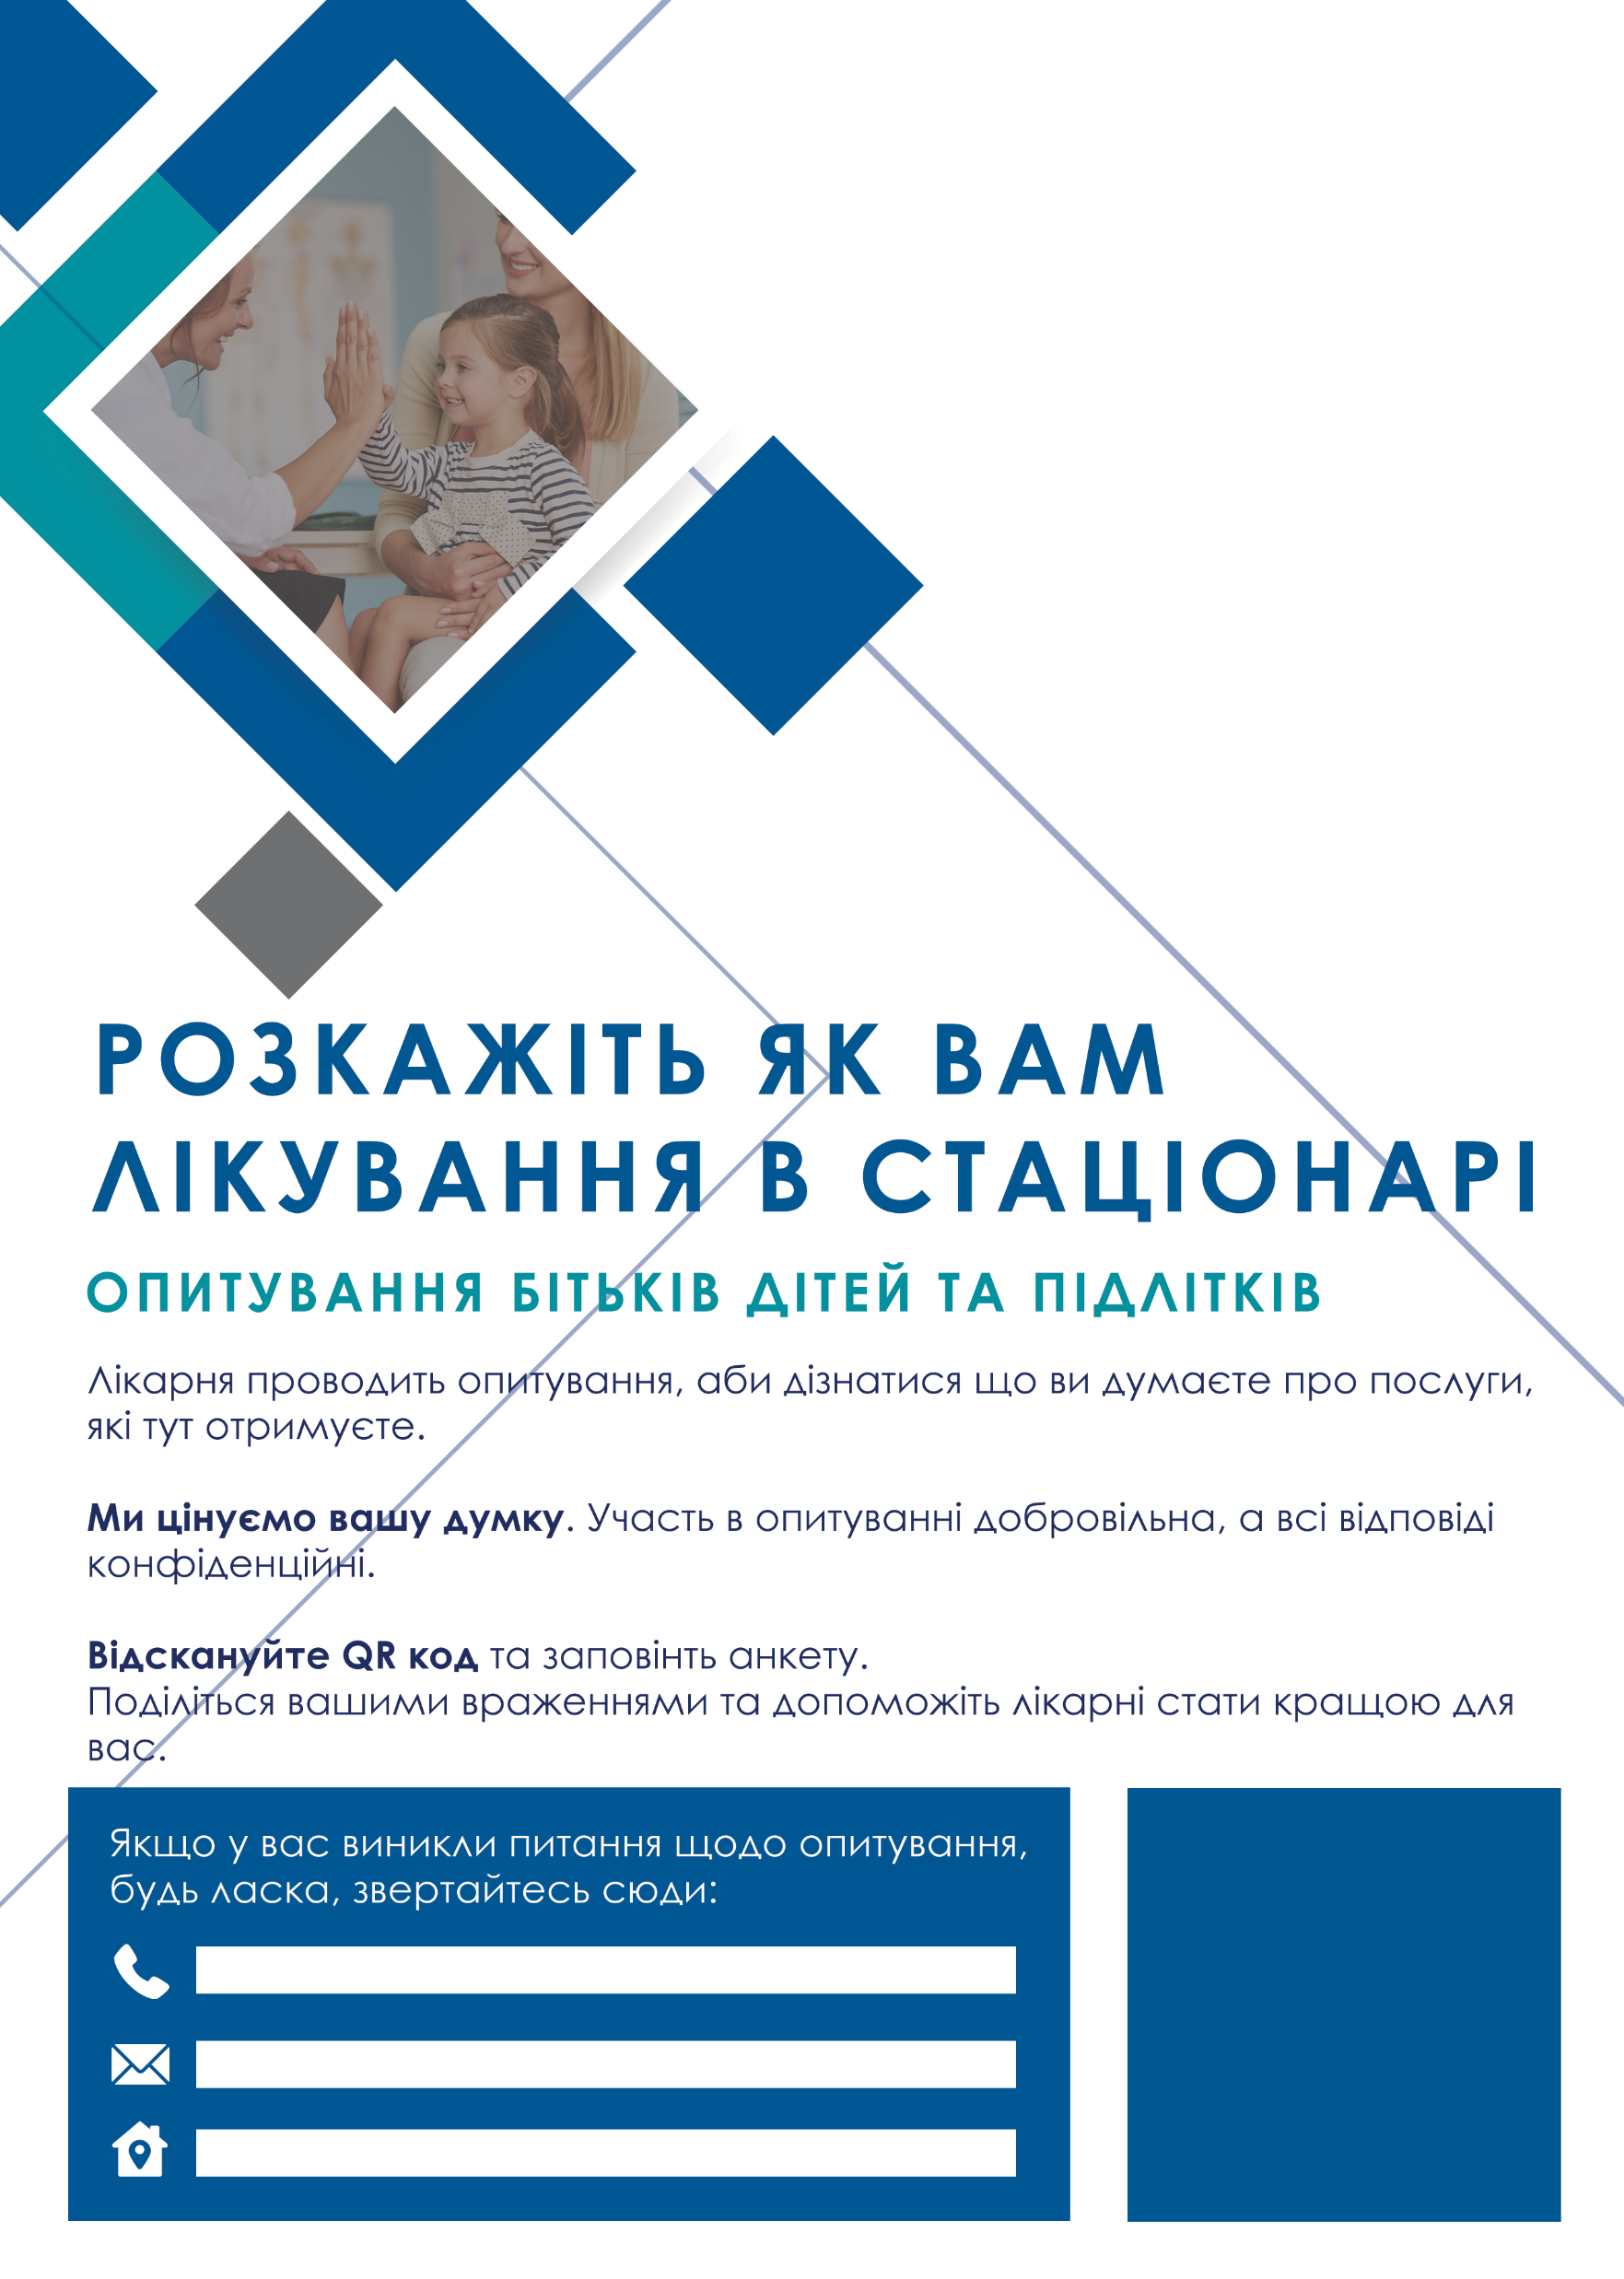 РОЗКАЖІТЬ ЯК ВАМ
ЛІКУВАННЯ В СТАЦІОНАРІ
ОПИТУВАННЯ БІТЬКІВ ДІТЕЙ ТА ПІДЛІТКІВ
Лікарня проводить опитування, аби дізнатися що ви думаєте про послуги,
які тут отримуєте.
Ми цінуємо вашу думку. Участь в опитуванні добровільна, а всі відповіді
конфіденційні.
Відскануйте QR код та заповінть анкету.
Поділіться вашими враженнями та допоможіть лікарні стати кращою для
вас.
Якщо у вас виникли питання щодо опитування,
будь ласка, звертайтесь сюди: